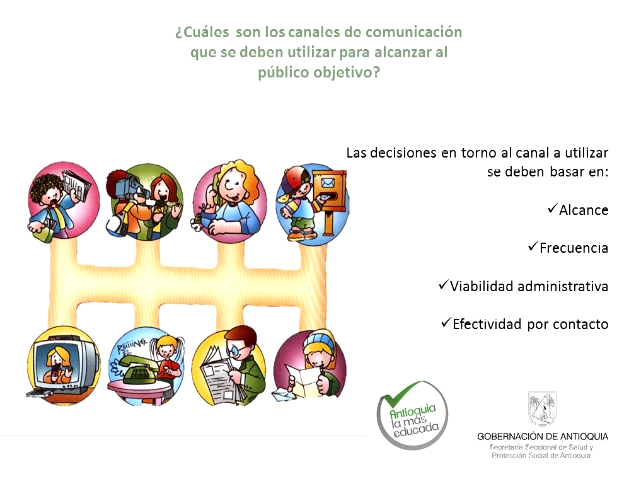 ¿Cuáles son los canales de comunicación
que se deben utilizar para alcanzar al
público objetivo?
Las decisiones en torno al canal a utilizar
se deben basar en:
✓Alcance
✓Frecuencia
✓Viabilidad administrativa
✓Efectividad por contacto
RIIIING
Antioquia
la más
educada
GOBERNACIÓN DE ANTIOQUIA
Secretaría Seccional de Salud y
Protección Social de Antioquia